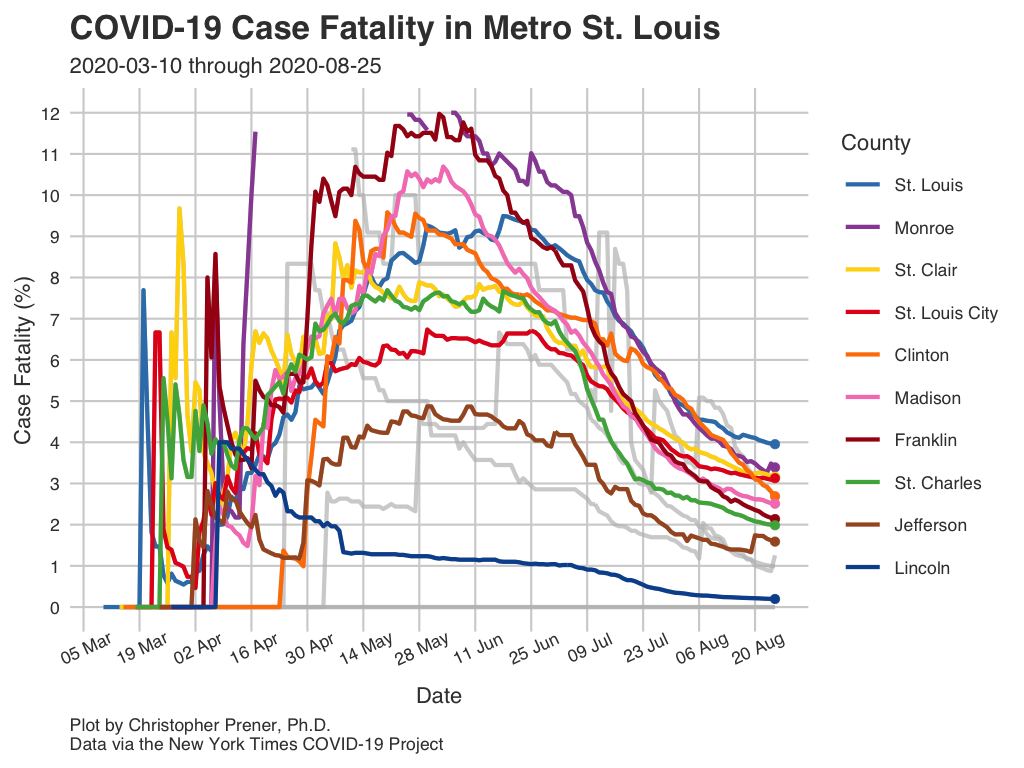 COVID-19 Case Fatality in Metro St. Louis
2020-03-10 through 2020-08-25
Case Fatality (%)
12
11
10
9
8
7
6
5
4
3
2
1
0
05 Mar
19 Mar
02 Apr
16 Apr
30 Apr
14 May
28 May
11 Jun
25 Jun
09 Jul
23 Jul
06 Aug
20 Aug
Date
County
St. Louis
Monroe
St. Clair
St. Louis City
Clinton
Madison
Franklin
St. Charles
Jefferson
Lincoln
Plot by Christopher Prener, Ph.D.
Data via the New York Times COVID-19 Project